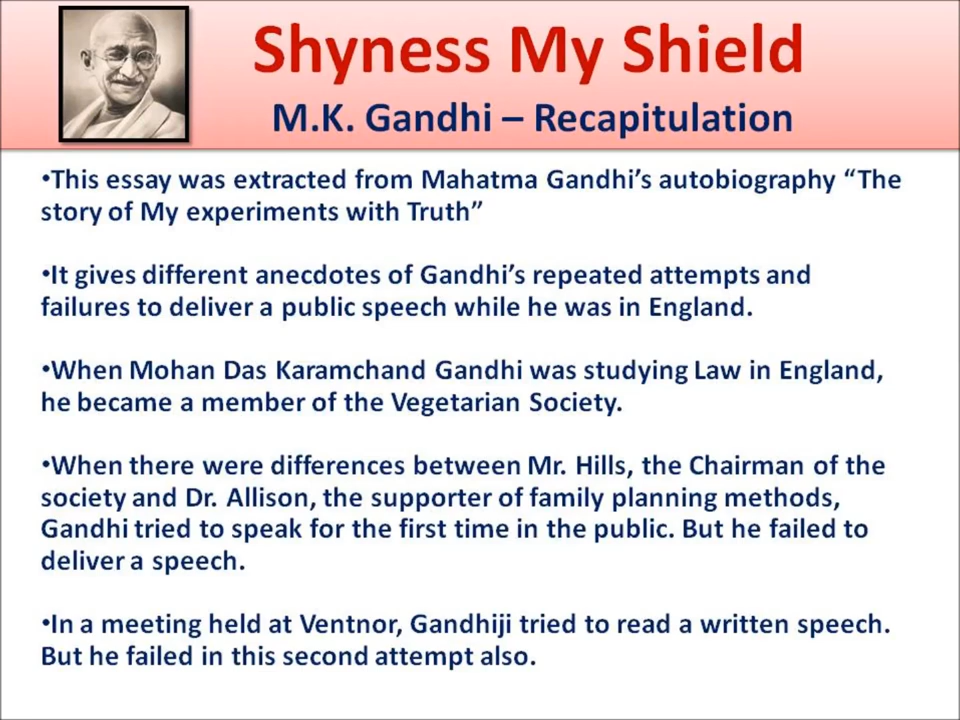 Shyness My Shield
M.K. Gandhi – Recapitulation
•This essay was extracted from Mahatma Gandhi’s autobiography “The
story of My experiments with Truth”
•It gives different anecdotes of Gandhi’s repeated attempts and
failures to deliver a public speech while he was in England.
•When Mohan Das Karamchand Gandhi was studying Law in England,
he became a member of the Vegetarian Society.
•When there were differences between Mr. Hills, the Chairman of the
society and Dr. Allison, the supporter of family planning methods,
Gandhi tried to speak for the first time in the public. But he failed to
deliver a speech.
•In a meeting held at Ventnor, Gandhiji tried to read a written speech.
But he failed in this second attempt also.